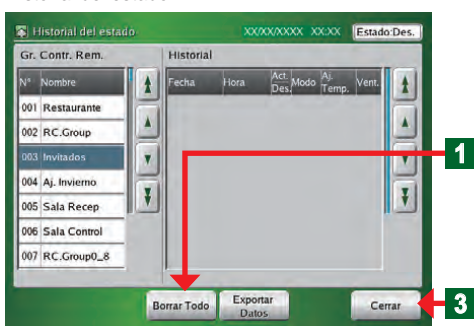 Historial del estado XX/XX/XXXX XX:XX Estado:Des.
Gr. Contr. Rem. Historial
N° Nombre Fecha Hora Act. Des. Modo Aj. Temp. Vent.
001 Restaurante
002 RC.Group
003 Invitados
004 Aj. Invierno
005 Sala Recep
006 Sala Control
007 RC.Group0_8
1
Borrar Todo Exportar Datos Cerrar 3